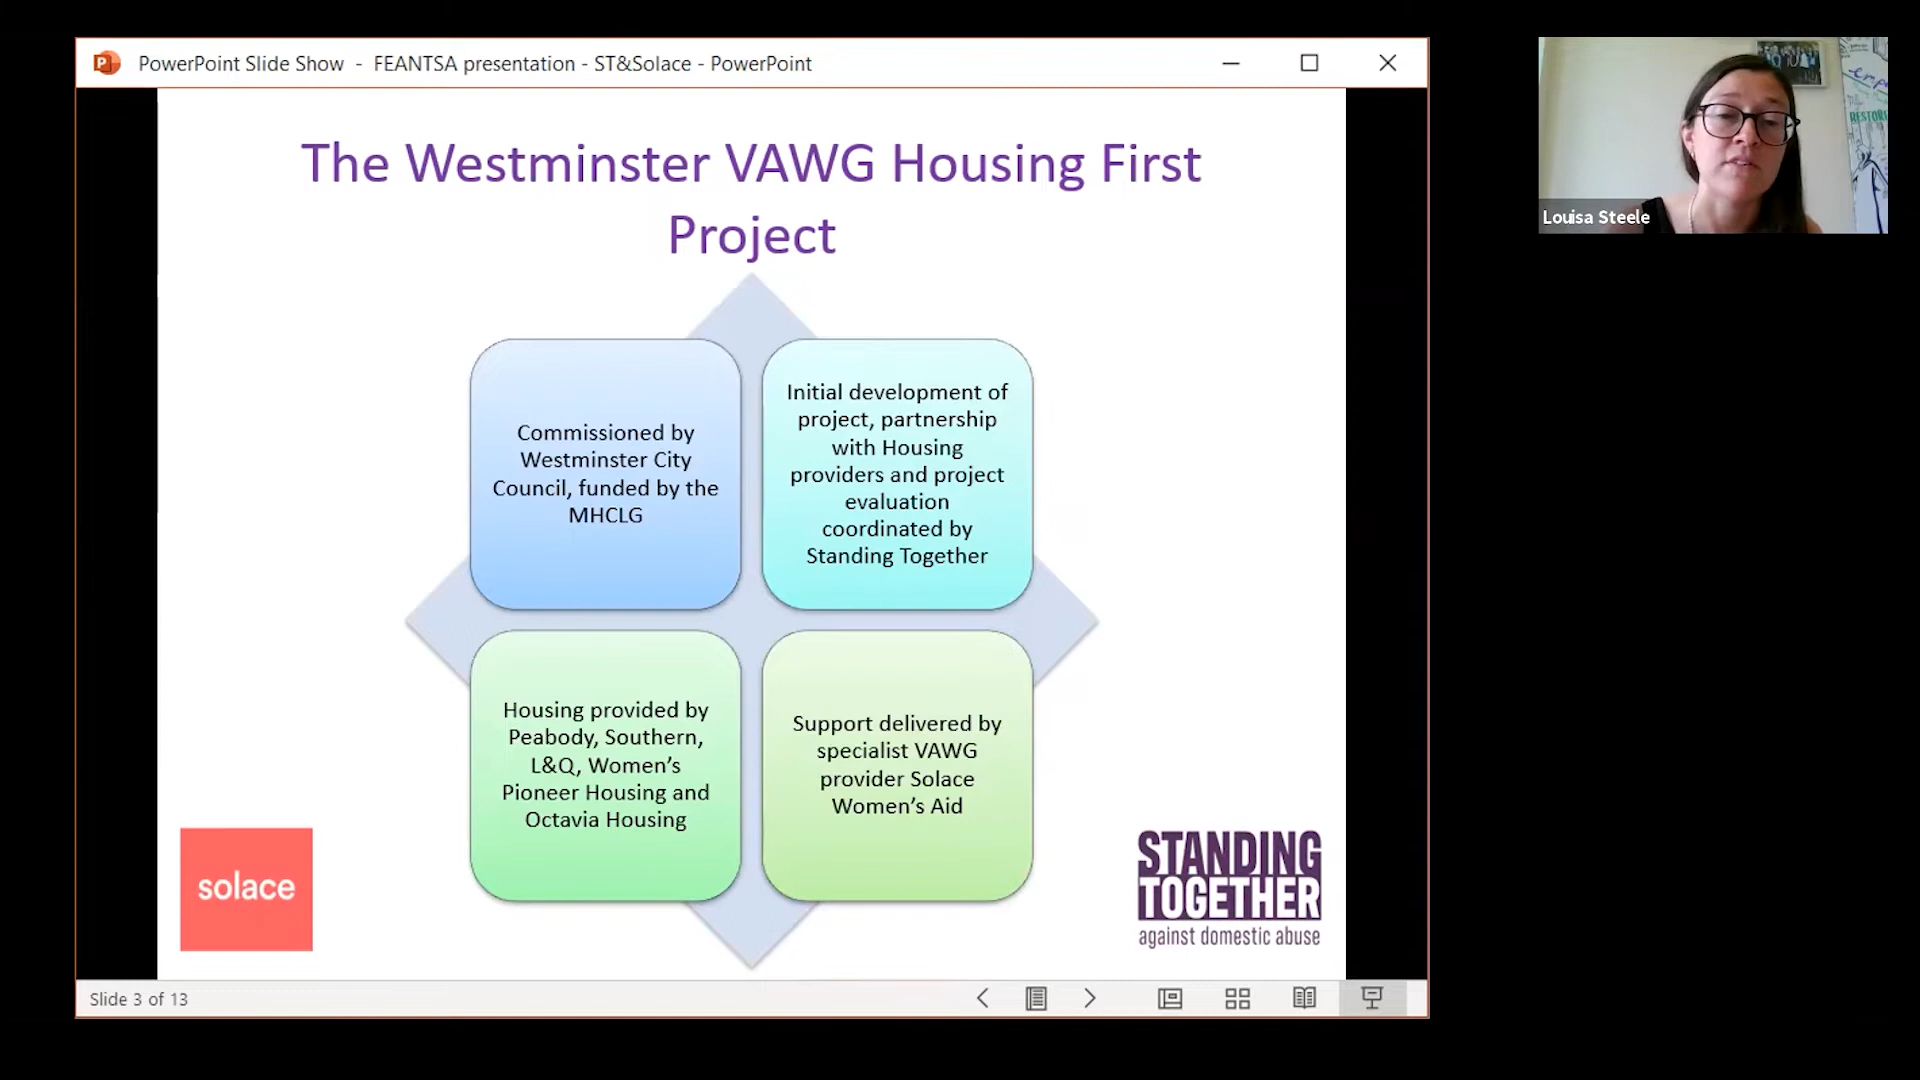 PowerPoint Slide Show - FEANTSA presentation - ST&Solace - PowerPoint
The Westminster VAWG Housing First
Project
Commissioned by
Westminster City
Council, funded by the
MHCLG
Initial development of
project, partnership
with Housing
providers and project
evaluation
coordinated by
Standing Together
Housing provided by
Peabody, Southern,
L&Q, Women's
Pioneer Housing and
Octavia Housing
Support delivered by
specialist VAWG
provider Solace
Women's Aid
solace
STANDING
TOGETHER
against domestic abuse
Slide 3 of 13
Louisa Steele